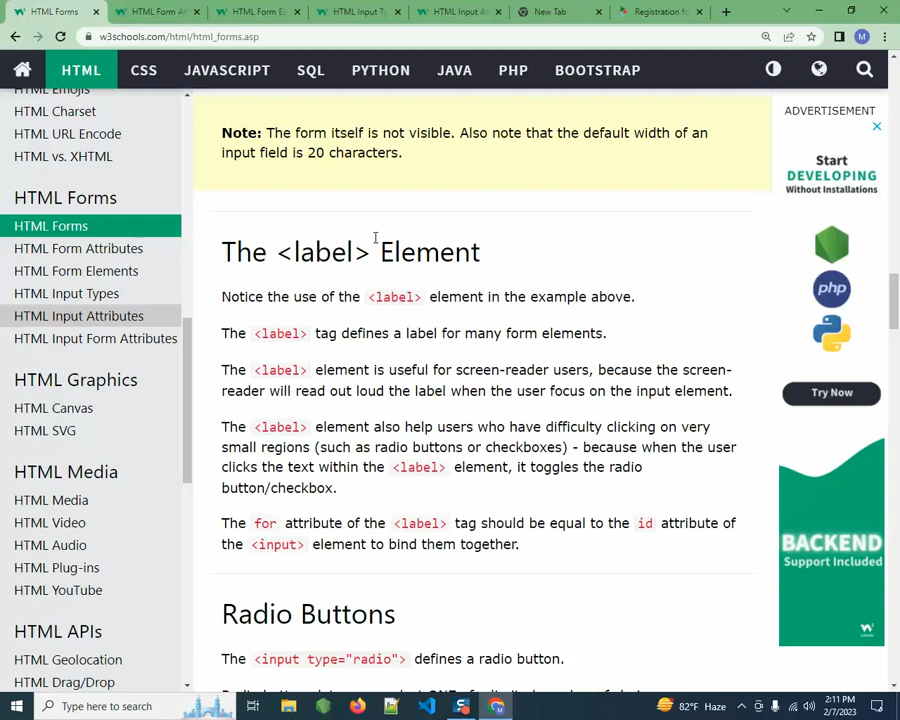 HTML Forms
HTML Form A
HTML Form E
HTML Input T
HTML Input At
New Tab
Registration fo
w3schools.com/html/html_forms.asp
M
HTML
CSS
JAVASCRIPT
SQL
PYTHON
JAVA
PHP
BOOTSTRAP
HTML Emojis
HTML Charset
HTML URL Encode
HTML vs. XHTML
HTML Forms
HTML Forms
HTML Form Attributes
HTML Form Elements
HTML Input Types
HTML Input Attributes
HTML Input Form Attributes
HTML Graphics
HTML Canvas
HTML SVG
HTML Media
HTML Media
HTML Video
HTML Audio
HTML Plug-ins
HTML YouTube
HTML APIs
HTML Geolocation
HTML Drag/Drop
Note: The form itself is not visible. Also note that the default width of an
input field is 20 characters.
The <label> Element
Notice the use of the <label> element in the example above.
The <label> tag defines a label for many form elements.
The <label> element is useful for screen-reader users, because the screen-
reader will read out loud the label when the user focus on the input element.
The <label> element also help users who have difficulty clicking on very
small regions (such as radio buttons or checkboxes) - because when the user
clicks the text within the <label> element, it toggles the radio
button/checkbox.
The for attribute of the <label> tag should be equal to the id attribute of
the <input> element to bind them together.
Radio Buttons
The <input type="radio"> defines a radio button.
ADVERTISEMENT
Start
DEVELOPING
Without Installations
php
Try Now
BACKEND
Support Included
Type here to search
82°F Haze
2:11 PM
2/7/2023